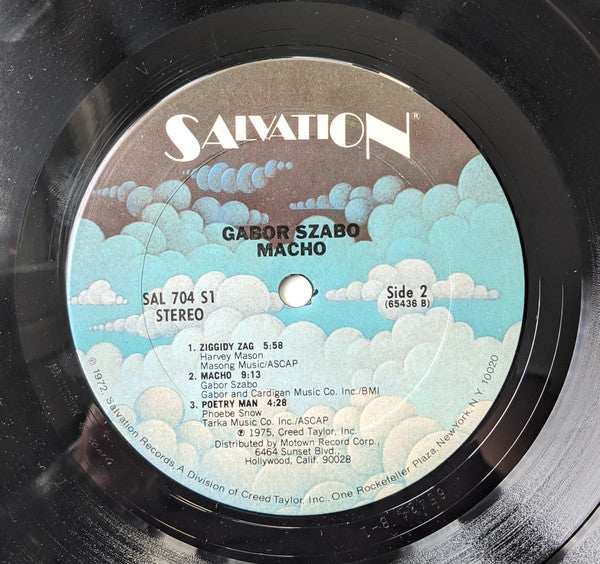 SALVATION®
GABOR SZABO
MACHO
SAL 704 S1
STEREO
Side 2
(65436 B)
1. ZIGGIDY ZAG 5:58
Harvey Mason
Masong Music/ASCAP
2. MACHO 9:13
Gabor Szabo
Gabor and Cardigan Music Co. Inc./BMI
3. POETRY MAN 4:28
Phoebe Snow
Tarka Music Co. Inc./ASCAP
℗ 1975, Creed Taylor, Inc.
Distributed by Motown Record Corp.,
6464 Sunset Blvd.,
Hollywood, Calif. 90028
℗ 1972 Salvation Records, A Division of Creed Taylor, Inc., One Rockefeller Plaza, New York, N.Y. 10020